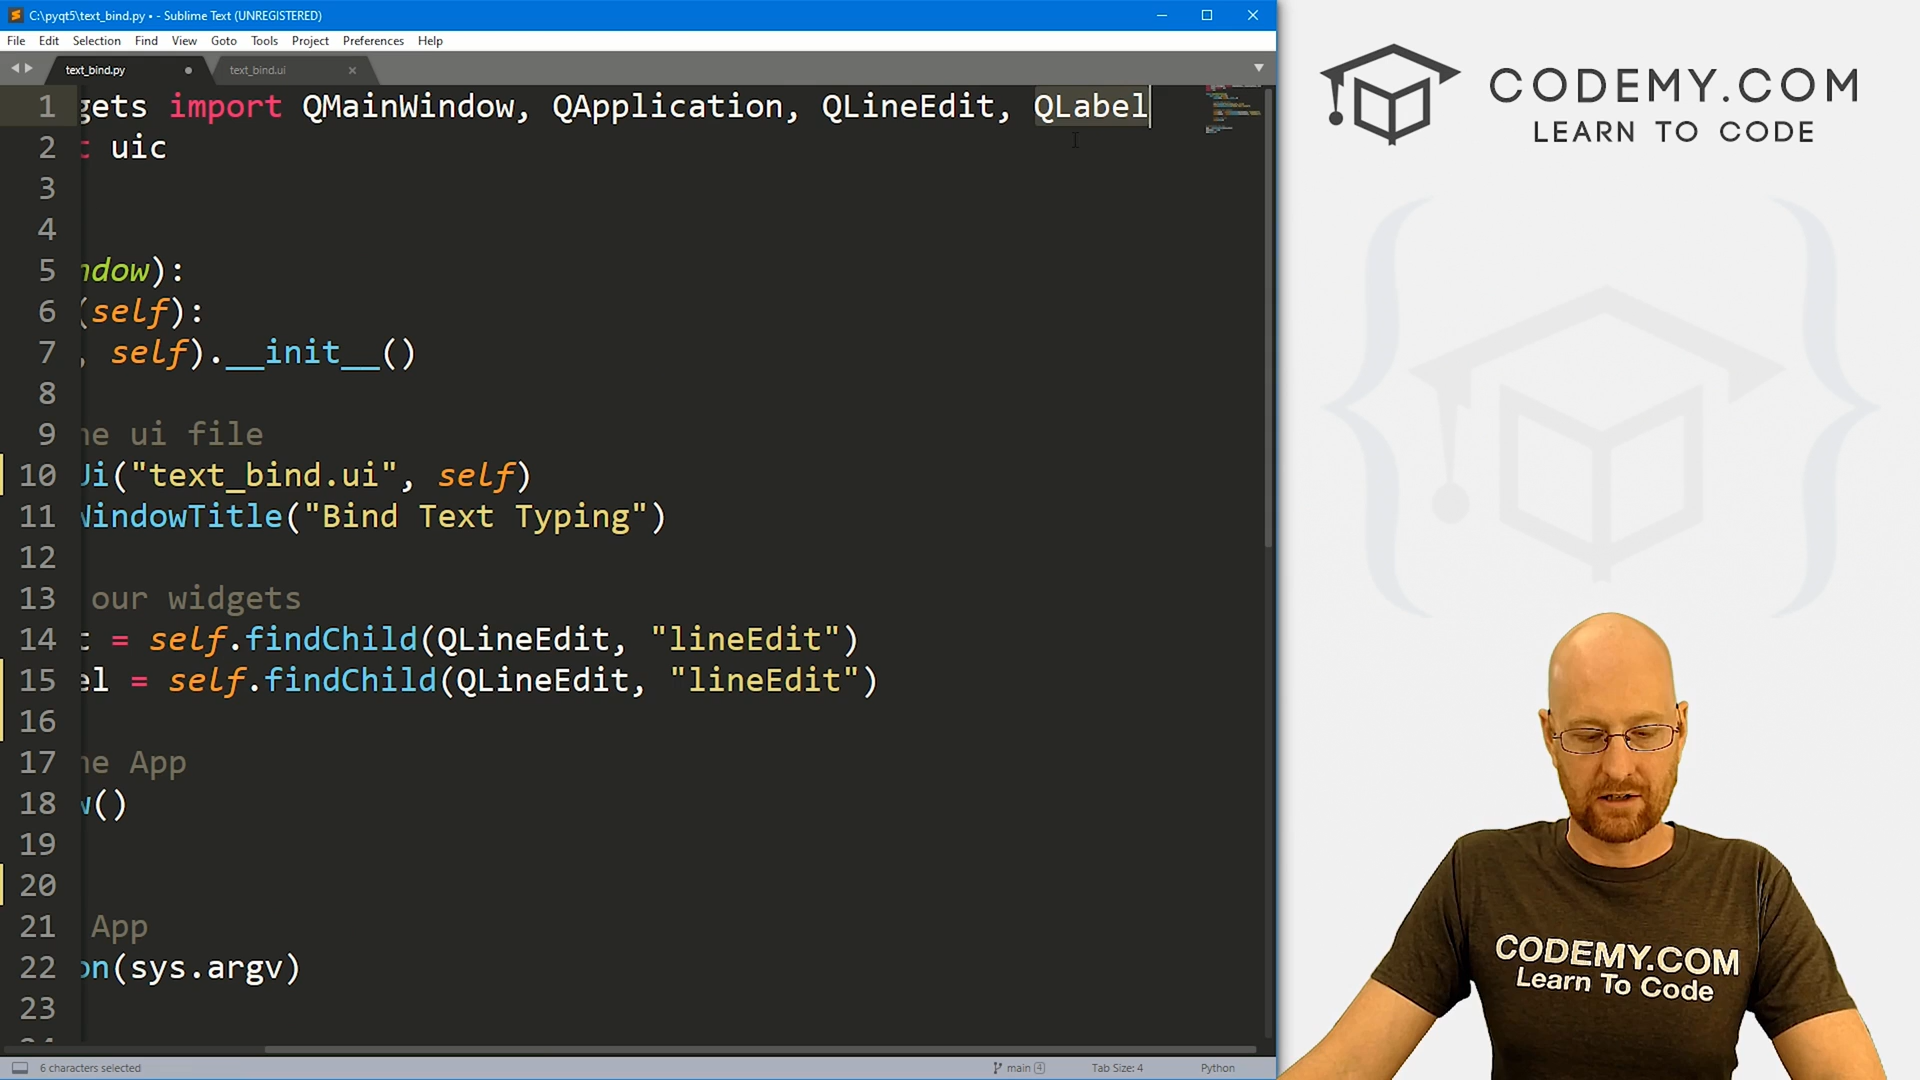 C:\pyqt5\text_bind.py • - Sublime Text (UNREGISTERED)
File Edit Selection Find View Goto Tools Project Preferences Help
text_bind.py text_bind.ui
1 gets import QMainWindow, QApplication, QLineEdit, QLabel
2 t uic
3
4
5 ndow):
6 (self):
7 , self).__init__()
8
9 he ui file
10 Ui("text_bind.ui", self)
11 WindowTitle("Bind Text Typing")
12
13 our widgets
14 t = self.findChild(QLineEdit, "lineEdit")
15 el = self.findChild(QLineEdit, "lineEdit")
16
17 he App
18 w()
19
20
21 App
22 on(sys.argv)
23
6 characters selected
main 4
Tab Size: 4
Python
CODEMY.COM
LEARN TO CODE
CODEMY.COM
Learn To Code